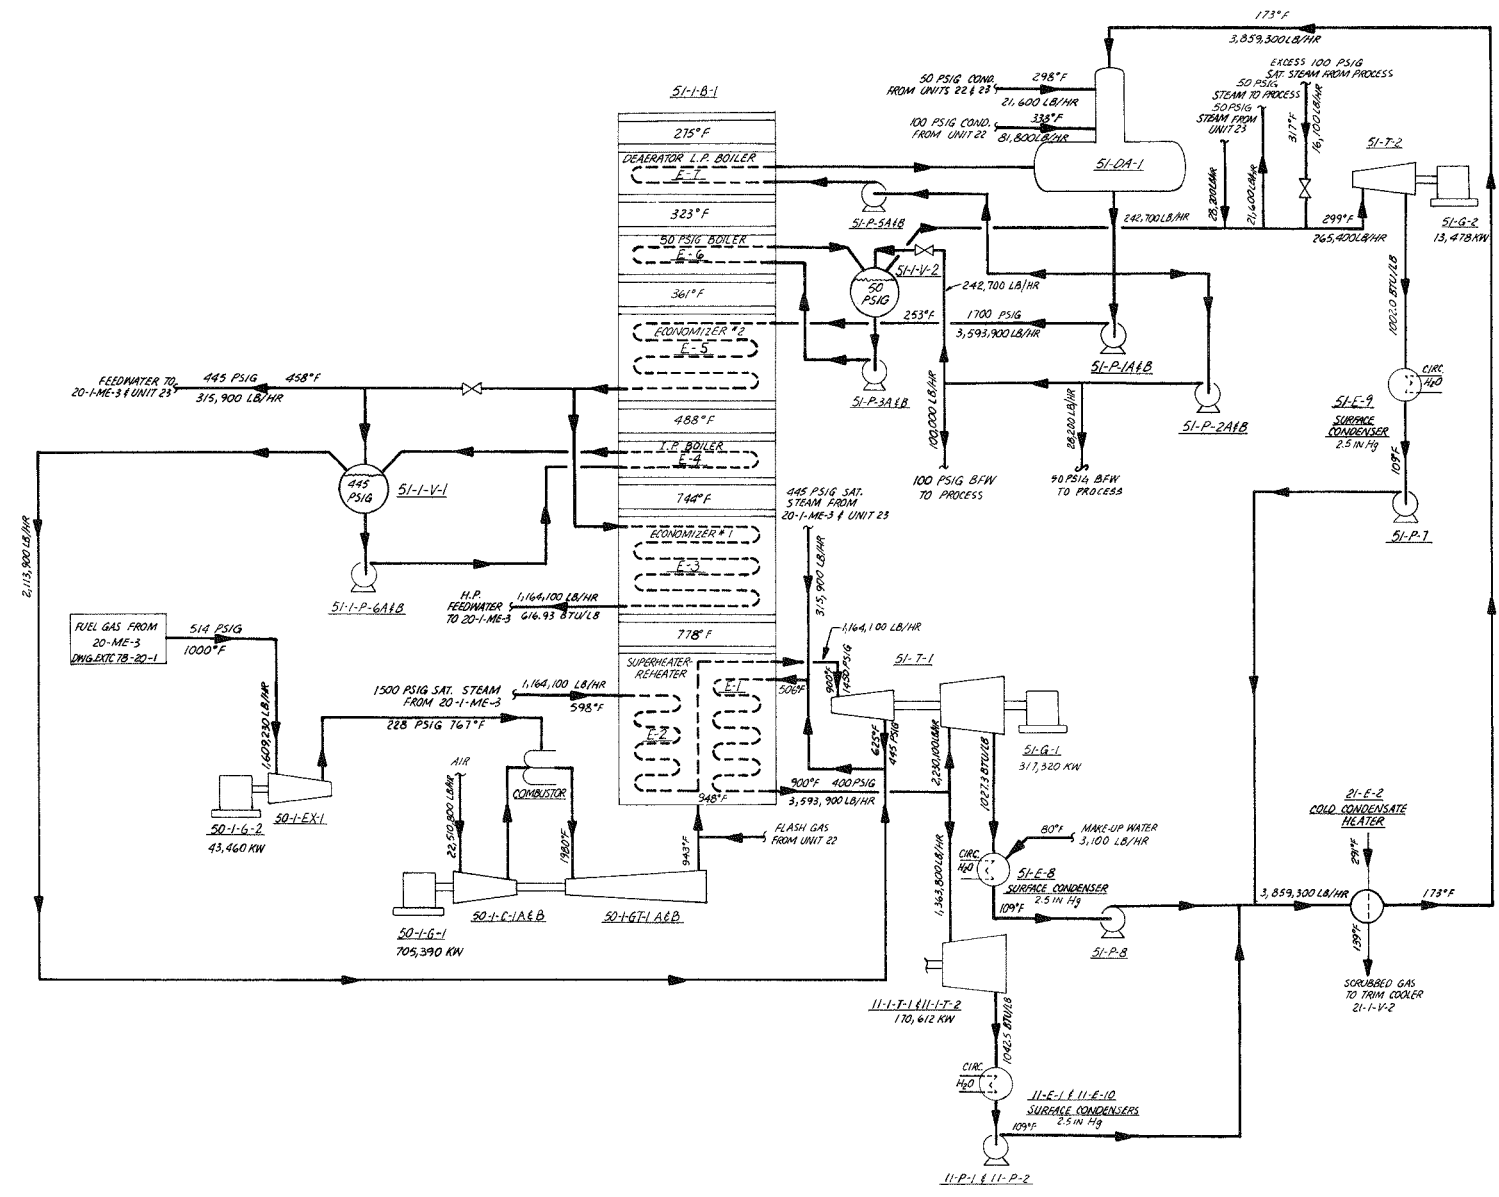 173°F
3,859,300 LB/HR
50 PSIG COND.
FROM UNITS 22 & 23
298°F
21,600 LB/HR
100 PSIG COND.
FROM UNIT 22
338°F
81,800 LB/HR
51-DA-1
EXCESS 100 PSIG
SAT. STEAM FROM PROCESS
50 PSIG
STEAM TO PROCESS
50 PSIG
STEAM FROM
UNIT 23
317°F
16,100 LB/HR
28,200 LB/HR
21,600 LB/HR
299°F
265,400 LB/HR
51-T-2
51-G-2
13,478 KW
51-1-B-1
275°F
DEAERATOR L.P. BOILER
E-7
323°F
50 PSIG BOILER
E-6
361°F
ECONOMIZER #2
E-5
488°F
I.P. BOILER
E-4
744°F
ECONOMIZER #1
E-3
778°F
SUPERHEATER-
REHEATER
E-1
E-2
948°F
51-P-5A&B
242,700 LB/HR
51-1-V-2
50
PSIG
242,700 LB/HR
253°F
1700 PSIG
3,593,900 LB/HR
51-P-1A&B
51-P-3A&B
51-P-2A&B
100,000 LB/HR
28,200 LB/HR
100 PSIG BFW
TO PROCESS
50 PSIG BFW
TO PROCESS
1002.0 BTU/LB
CIRC.
H2O
51-E-9
SURFACE
CONDENSER
2.5 IN Hg
109°F
51-P-7
FEEDWATER TO
20-1-ME-3 & UNIT 23
445 PSIG
458°F
315,900 LB/HR
445
PSIG
51-1-V-1
51-1-P-6A&B
2,113,900 LB/HR
445 PSIG SAT.
STEAM FROM
20-1-ME-3 & UNIT 23
315,900 LB/HR
H.P.
FEEDWATER
TO 20-1-ME-3
1,164,100 LB/HR
616.93 BTU/LB
FUEL GAS FROM
20-ME-3
DWG.EXTC 78-20-1
514 PSIG
1000°F
1,609,230 LB/HR
1500 PSIG SAT. STEAM
FROM 20-1-ME-3
1,164,100 LB/HR
598°F
228 PSIG 767°F
50-1-G-2
43,460 KW
50-1-EX-1
AIR
22,510,800 LB/HR
COMBUSTOR
1980°F
943°F
FLASH GAS
FROM UNIT 22
50-1-G-1
705,390 KW
50-1-C-1 A&B
50-1-GT-1 A&B
1,164,100 LB/HR
900°F
1450 PSIG
506°F
51-T-1
625°F
445 PSIG
900°F
400 PSIG
3,593,900 LB/HR
2,230,100 LB/HR
1027.3 BTU/LB
51-G-1
317,320 KW
80°F
MAKE-UP WATER
3,100 LB/HR
CIRC.
H2O
51-E-8
SURFACE CONDENSER
2.5 IN Hg
109°F
51-P-8
1,363,800 LB/HR
11-1-T-1 & 11-1-T-2
170,612 KW
1042.5 BTU/LB
CIRC.
H2O
11-E-1 & 11-E-10
SURFACE CONDENSERS
2.5 IN Hg
109°F
11-P-1 & 11-P-2
21-E-2
COLD CONDENSATE
HEATER
291°F
3,859,300 LB/HR
173°F
139°F
SCRUBBED GAS
TO TRIM COOLER
21-1-V-2